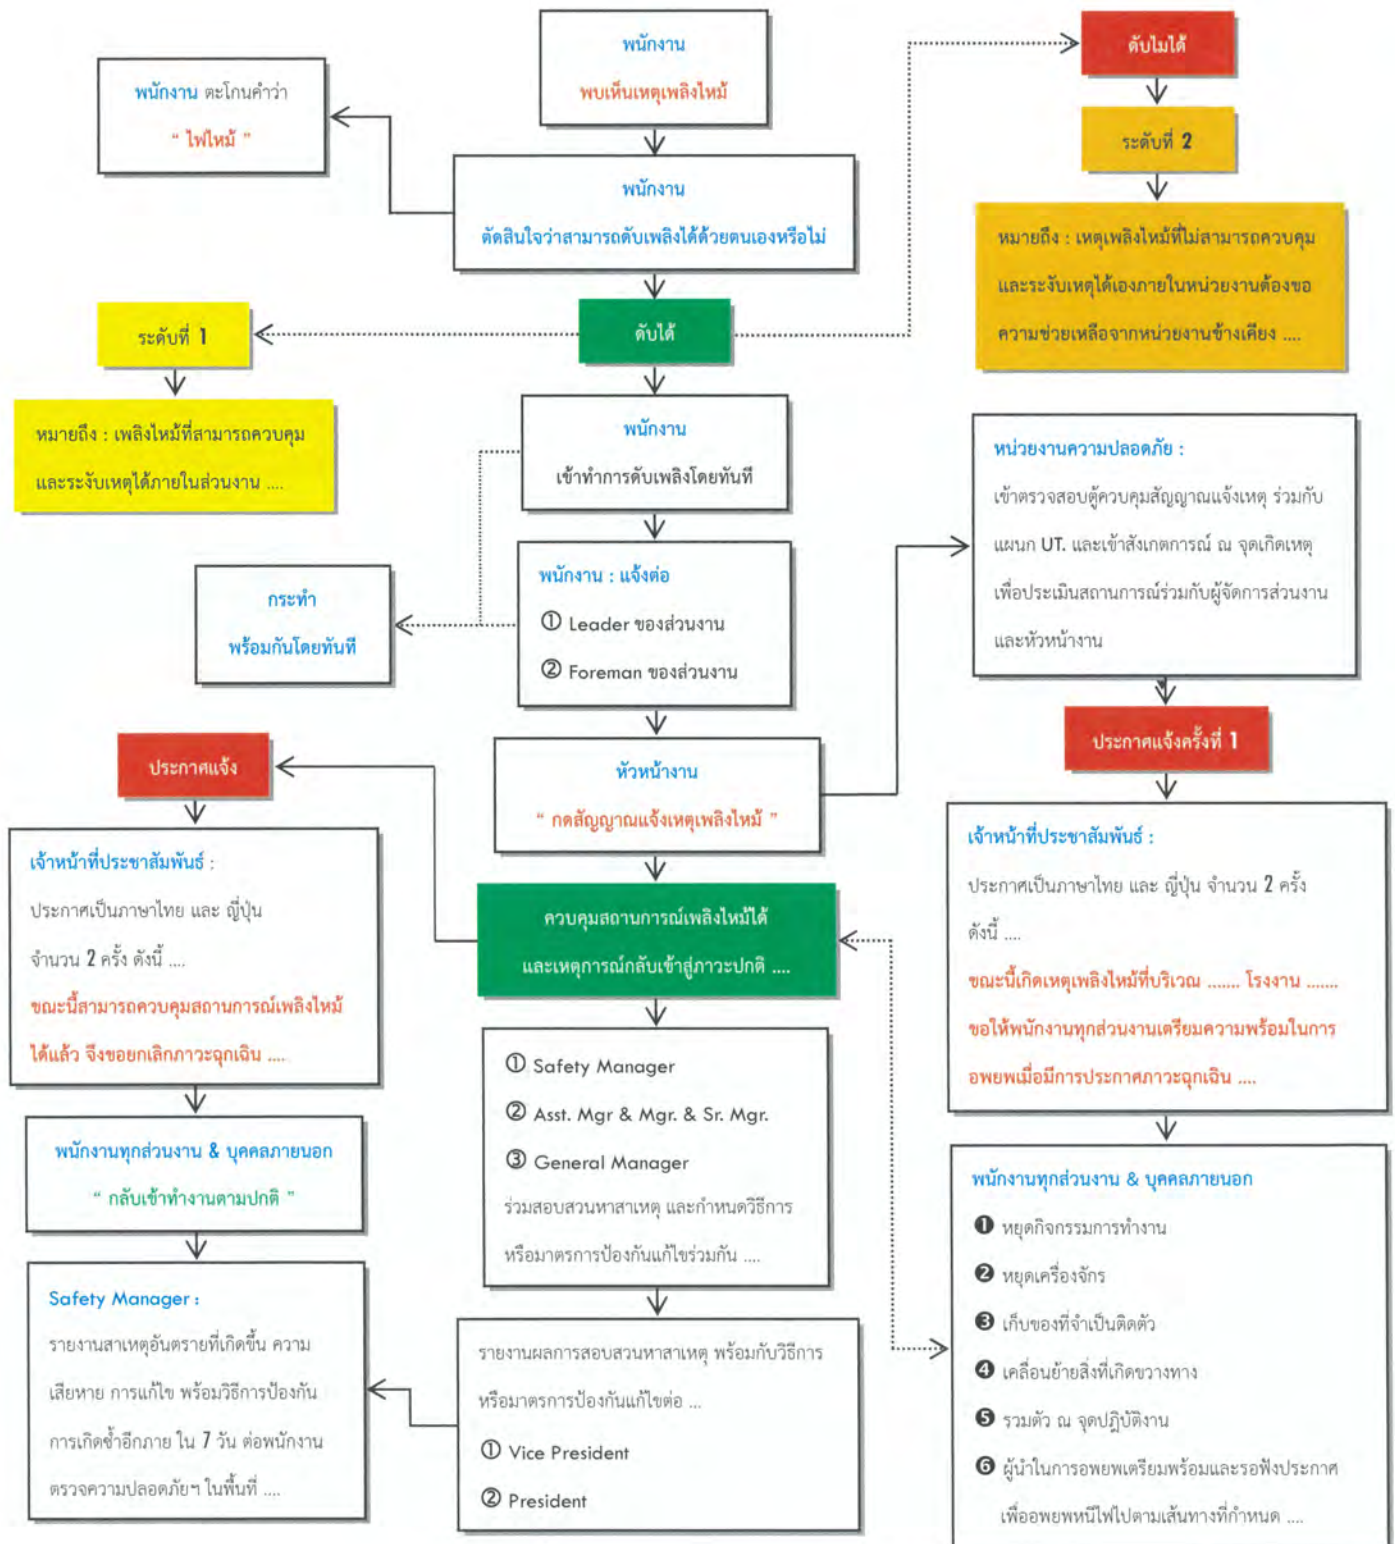 พนักงาน
พบเห็นเหตุเพลิงไหม้
ดับไม่ได้
พนักงาน ตะโกนคำว่า
“ ไฟไหม้ ”
ระดับที่ 2
พนักงาน
ตัดสินใจว่าสามารถดับเพลิงได้ด้วยตนเองหรือไม่
หมายถึง : เหตุเพลิงไหม้ที่ไม่สามารถควบคุม
และระงับเหตุได้เองภายในหน่วยงานต้องขอ
ความช่วยเหลือจากหน่วยงานข้างเคียง ....
ระดับที่ 1
ดับได้
หมายถึง : เพลิงไหม้ที่สามารถควบคุม
และระงับเหตุได้ภายในส่วนงาน ....
พนักงาน
เข้าทำการดับเพลิงโดยทันที
หน่วยงานความปลอดภัย :
เข้าตรวจสอบตู้ควบคุมสัญญาณแจ้งเหตุ ร่วมกับ
แผนก UT. และเข้าสังเกตการณ์ ณ จุดเกิดเหตุ
เพื่อประเมินสถานการณ์ร่วมกับผู้จัดการส่วนงาน
และหัวหน้างาน
กระทำ
พร้อมกันโดยทันที
พนักงาน : แจ้งต่อ
① Leader ของส่วนงาน
② Foreman ของส่วนงาน
ประกาศแจ้ง
หัวหน้างาน
“ กดสัญญาณแจ้งเหตุเพลิงไหม้ ”
ประกาศแจ้งครั้งที่ 1
เจ้าหน้าที่ประชาสัมพันธ์ :
ประกาศเป็นภาษาไทย และ ญี่ปุ่น
จำนวน 2 ครั้ง ดังนี้ ....
ขณะนี้สามารถควบคุมสถานการณ์เพลิงไหม้
ได้แล้ว จึงขอยกเลิกภาวะฉุกเฉิน ....
ควบคุมสถานการณ์เพลิงไหม้ได้
และเหตุการณ์กลับเข้าสู่ภาวะปกติ ....
เจ้าหน้าที่ประชาสัมพันธ์ :
ประกาศเป็นภาษาไทย และ ญี่ปุ่น จำนวน 2 ครั้ง
ดังนี้ ....
ขณะนี้เกิดเหตุเพลิงไหม้ที่บริเวณ ....... โรงงาน .......
ขอให้พนักงานทุกส่วนงานเตรียมความพร้อมในการ
อพยพเมื่อมีการประกาศภาวะฉุกเฉิน ....
① Safety Manager
② Asst. Mgr & Mgr. & Sr. Mgr.
③ General Manager
ร่วมสอบสวนหาสาเหตุ และกำหนดวิธีการ
หรือมาตรการป้องกันแก้ไขร่วมกัน ....
พนักงานทุกส่วนงาน & บุคคลภายนอก
“ กลับเข้าทำงานตามปกติ ”
พนักงานทุกส่วนงาน & บุคคลภายนอก
❶ หยุดกิจกรรมการทำงาน
❷ หยุดเครื่องจักร
❸ เก็บของที่จำเป็นติดตัว
❹ เคลื่อนย้ายสิ่งที่เกิดขวางทาง
❺ รวมตัว ณ จุดปฏิบัติงาน
❻ ผู้นำในการอพยพเตรียมพร้อมและรอฟังประกาศ
เพื่ออพยพหนีไฟไปตามเส้นทางที่กำหนด ....
Safety Manager :
รายงานสาเหตุอันตรายที่เกิดขึ้น ความ
เสียหาย การแก้ไข พร้อมวิธีการป้องกัน
การเกิดซ้ำอีกภาย ใน 7 วัน ต่อพนักงาน
ตรวจความปลอดภัยฯ ในพื้นที่ ....
รายงานผลการสอบสวนหาสาเหตุ พร้อมกับวิธีการ
หรือมาตรการป้องกันแก้ไขต่อ ...
① Vice President
② President